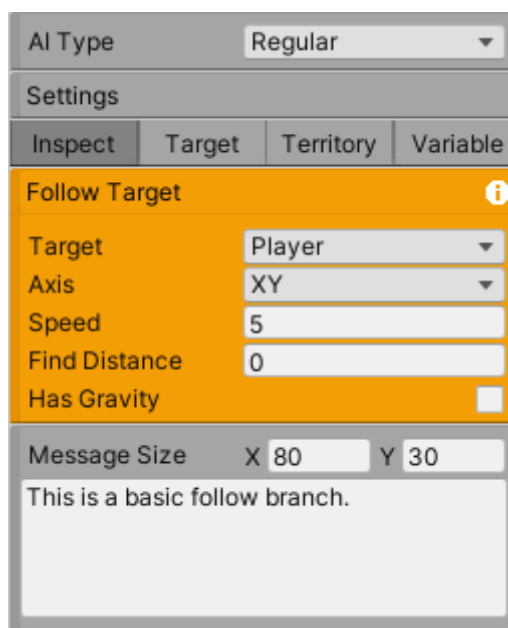 AI Type Regular
Settings
Inspect Target Territory Variable
Follow Target
Target Player
Axis XY
Speed 5
Find Distance 0
Has Gravity
Message Size X 80 Y 30
This is a basic follow branch.